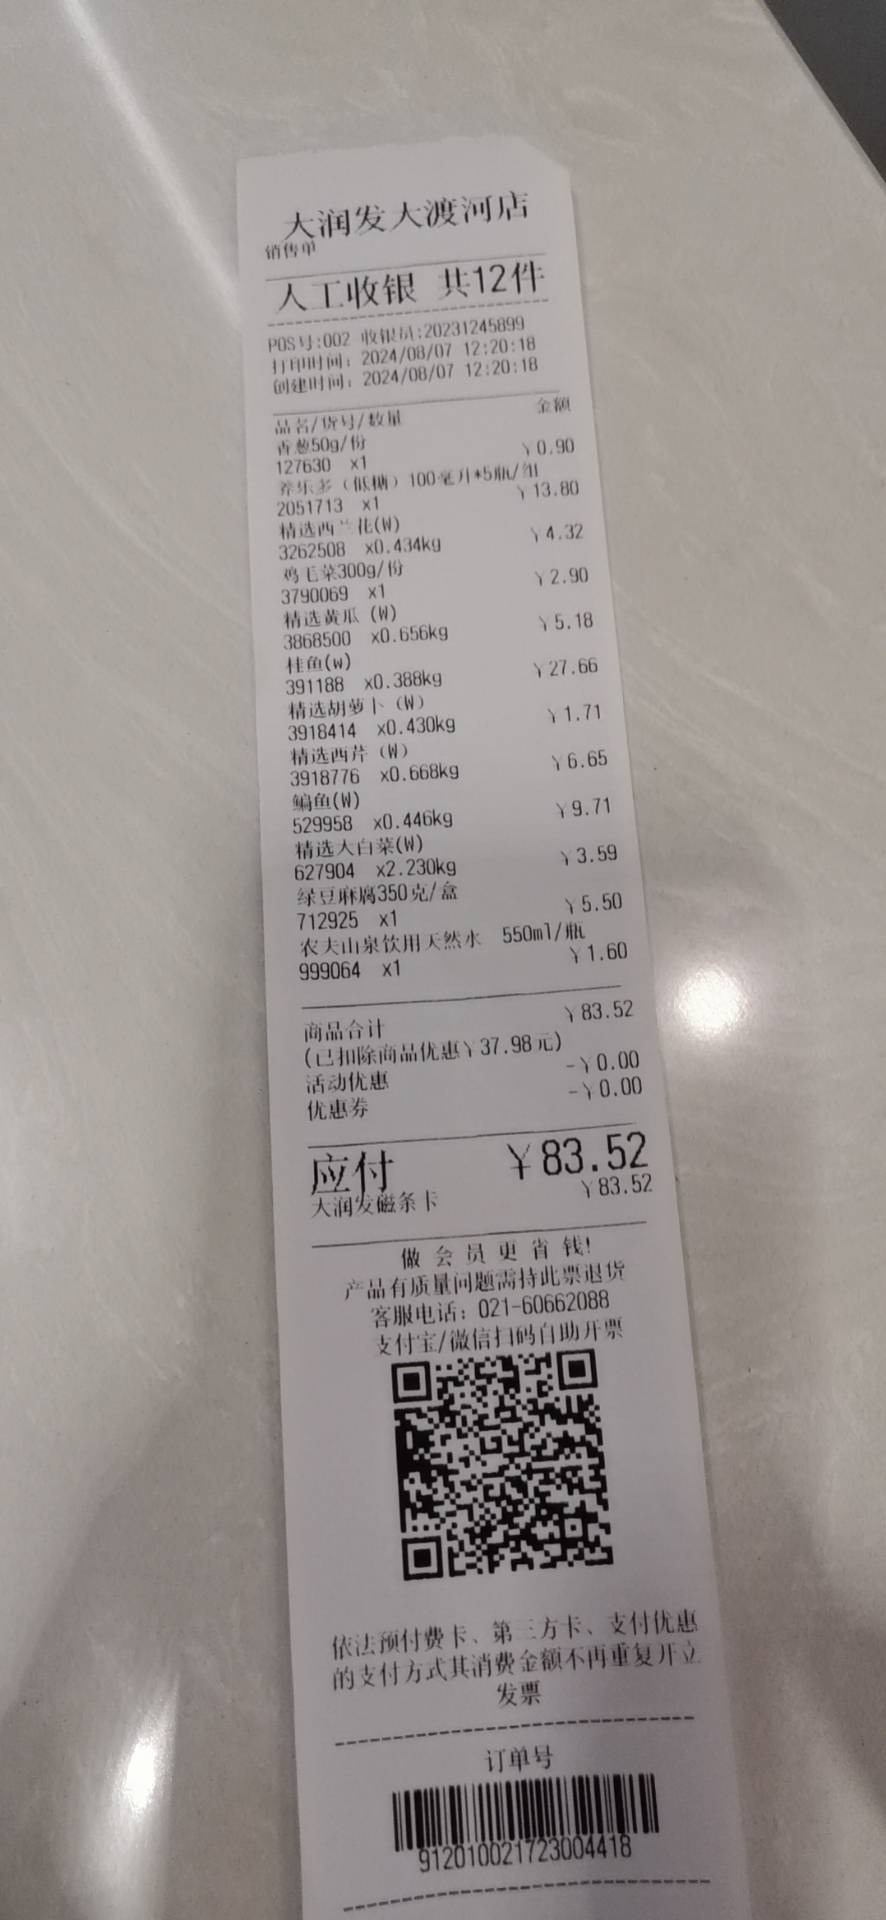 大润发大渡河店
销售单
人工收银 共12件
POS号:002 收银员:20231245899
打印时间: 2024/08/07 12:20:18
创建时间: 2024/08/07 12:20:18
品名/货号/数量 金额
香葱50g/份
127630 x1 ¥0.90
养乐多（低糖）100毫升*5瓶/组
2051713 x1 ¥13.80
精选西兰花(W)
3262508 x0.434kg ¥4.32
鸡毛菜300g/份
3790069 x1 ¥2.90
精选黄瓜 (W)
3868500 x0.656kg ¥5.18
桂鱼(w)
391188 x0.388kg ¥27.66
精选胡萝卜（W）
3918414 x0.430kg ¥1.71
精选西芹（W）
3918776 x0.668kg ¥6.65
鳊鱼(W)
529958 x0.446kg ¥9.71
精选大白菜(W)
627904 x2.230kg ¥3.59
绿豆麻腐350克/盒
712925 x1 ¥5.50
农夫山泉饮用天然水 550ml/瓶
999064 x1 ¥1.60
商品合计 ¥83.52
(已扣除商品优惠¥37.98元)
活动优惠 -¥0.00
优惠券 -¥0.00
应付 ¥83.52
大润发磁条卡 ¥83.52
做会员更省钱!
产品有质量问题需持此票退货
客服电话: 021-60662088
支付宝/微信扫码自助开票
依法预付费卡、第三方卡、支付优惠
的支付方式其消费金额不再重复开立
发票
订单号
912010021723004418